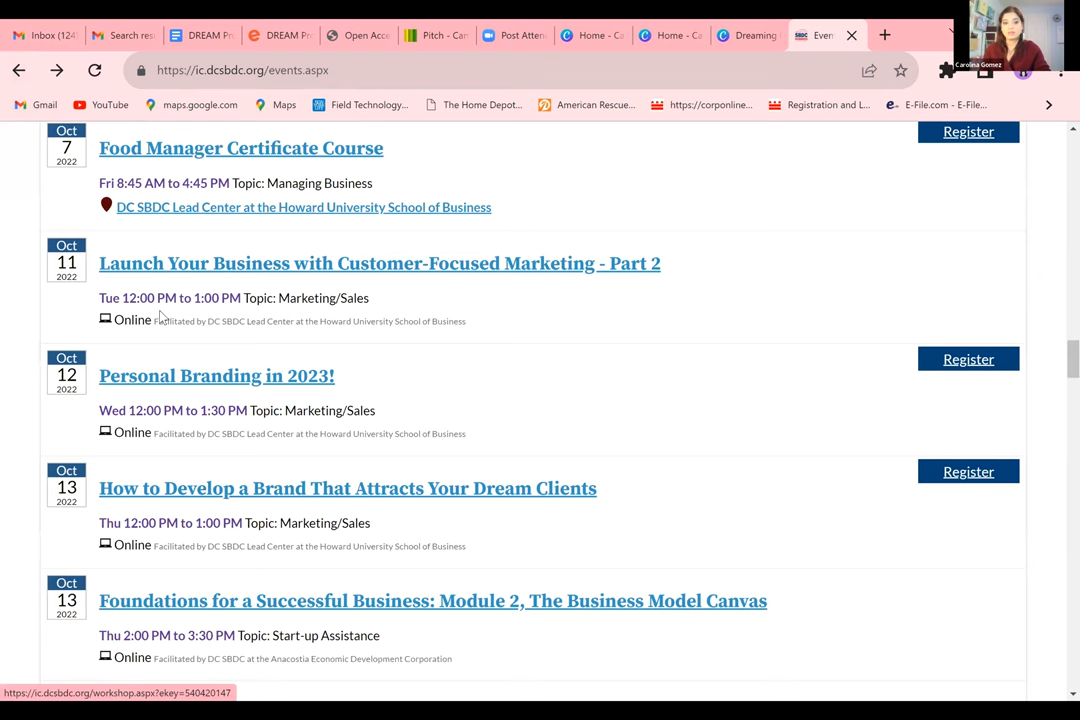 Inbox (124
Search res
DREAM Pr
DREAM Pr
Open Acce
Pitch - Can
Post Atten
Home - Ca
Home - Ca
Dreaming
Even
Carolina Gomez
https://ic.dcsbdc.org/events.aspx
Gmail
YouTube
maps.google.com
Maps
Field Technology...
The Home Depot...
American Rescue...
https://corponline...
Registration and L...
E-File.com - E-File...
Oct
7
2022
Food Manager Certificate Course
Register
Fri 8:45 AM to 4:45 PM Topic: Managing Business
DC SBDC Lead Center at the Howard University School of Business
Oct
11
2022
Launch Your Business with Customer-Focused Marketing - Part 2
Tue 12:00 PM to 1:00 PM Topic: Marketing/Sales
Online Facilitated by DC SBDC Lead Center at the Howard University School of Business
Oct
12
2022
Personal Branding in 2023!
Register
Wed 12:00 PM to 1:30 PM Topic: Marketing/Sales
Online Facilitated by DC SBDC Lead Center at the Howard University School of Business
Oct
13
2022
How to Develop a Brand That Attracts Your Dream Clients
Register
Thu 12:00 PM to 1:00 PM Topic: Marketing/Sales
Online Facilitated by DC SBDC Lead Center at the Howard University School of Business
Oct
13
2022
Foundations for a Successful Business: Module 2, The Business Model Canvas
Thu 2:00 PM to 3:30 PM Topic: Start-up Assistance
Online Facilitated by DC SBDC at the Anacostia Economic Development Corporation
https://ic.dcsbdc.org/workshop.aspx?ekey=540420147